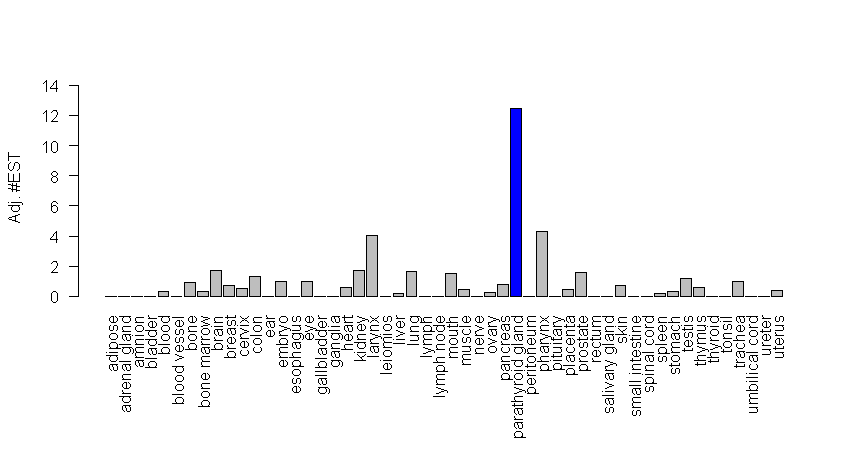 Adj. #EST
14
12
10
8
6
4
2
0
adipose
adrenal gland
amnion
bladder
blood
blood vessel
bone
bone marrow
brain
breast
cervix
colon
ear
embryo
esophagus
eye
gallbladder
ganglia
heart
kidney
larynx
leiomios
liver
lung
lymph
lymph node
mouth
muscle
nerve
ovary
pancreas
parathyroid gland
peritoneum
pharynx
pituitary
placenta
prostate
rectum
salivary gland
skin
small intestine
spinal cord
spleen
stomach
testis
thymus
thyroid
tonsil
trachea
umbilical cord
ureter
uterus